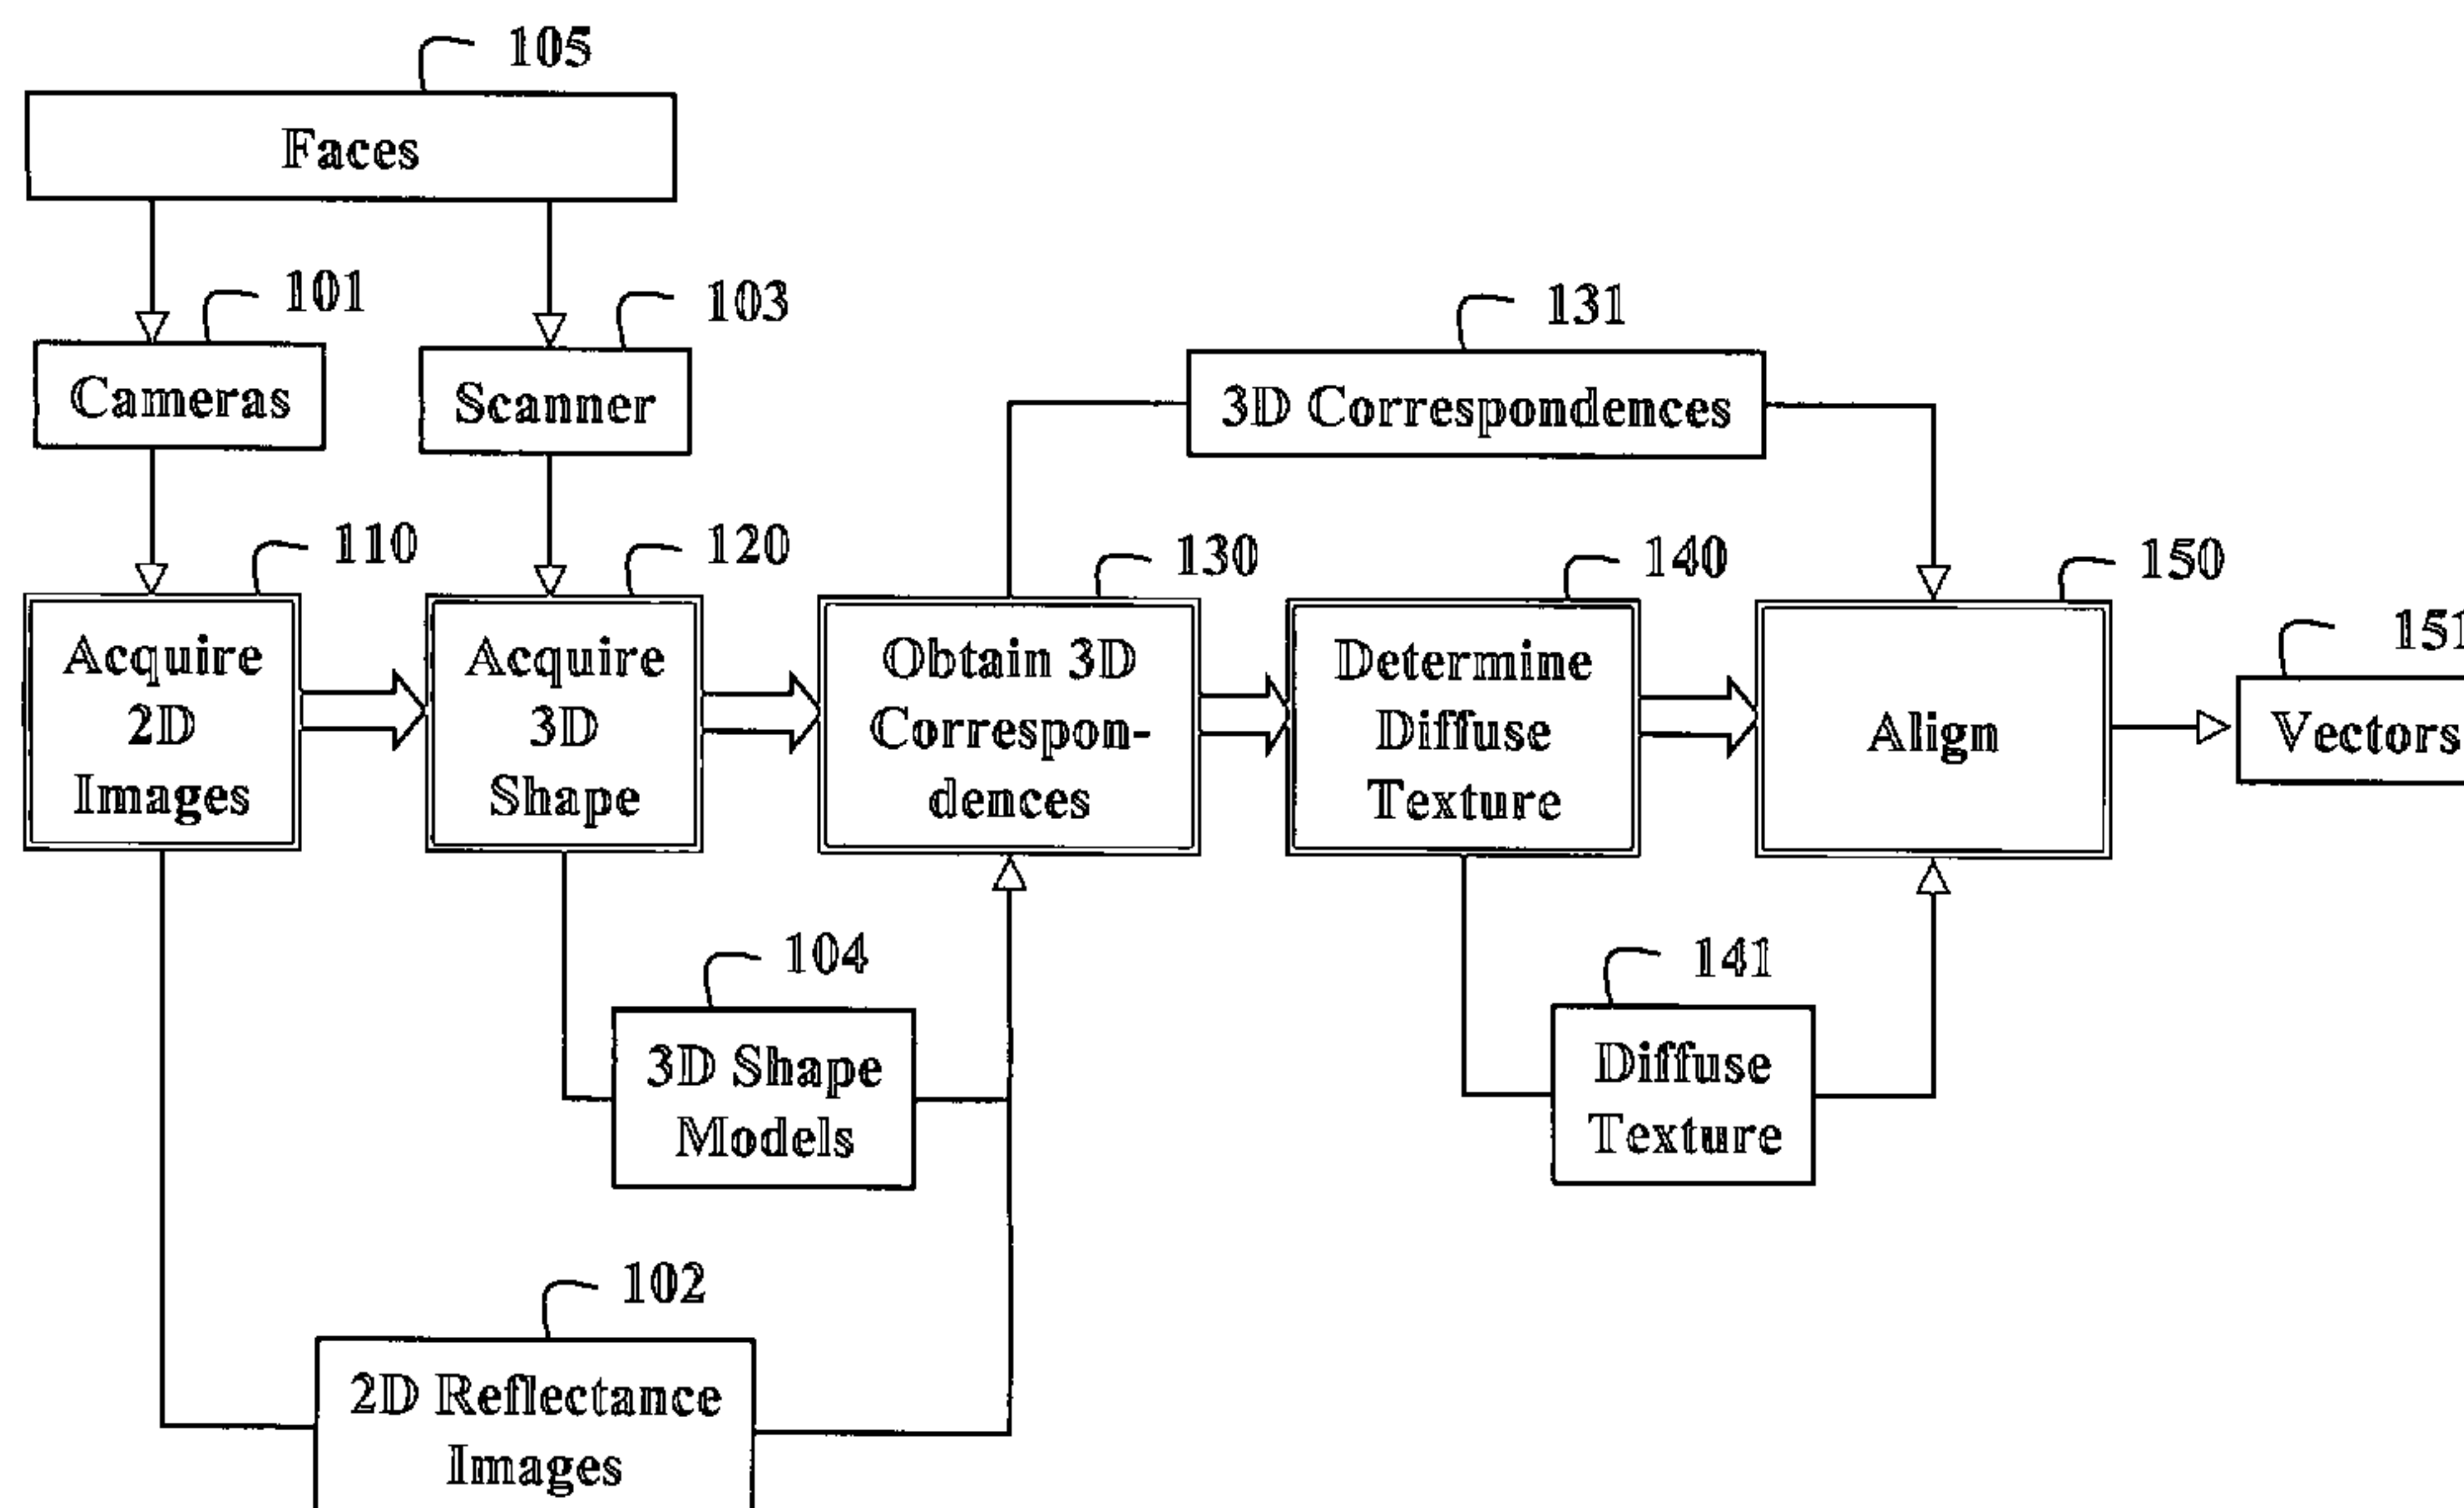 105
Faces
101
103
131
Cameras
Scanner
3D Correspondences
110
120
130
140
150
151
Acquire
2D
Images
Acquire
3D
Shape
Obtain 3D
Correspon-
dences
Determine
Diffuse
Texture
Align
Vectors
104
3D Shape
Models
141
Diffuse
Texture
102
2D Reflectance
Images